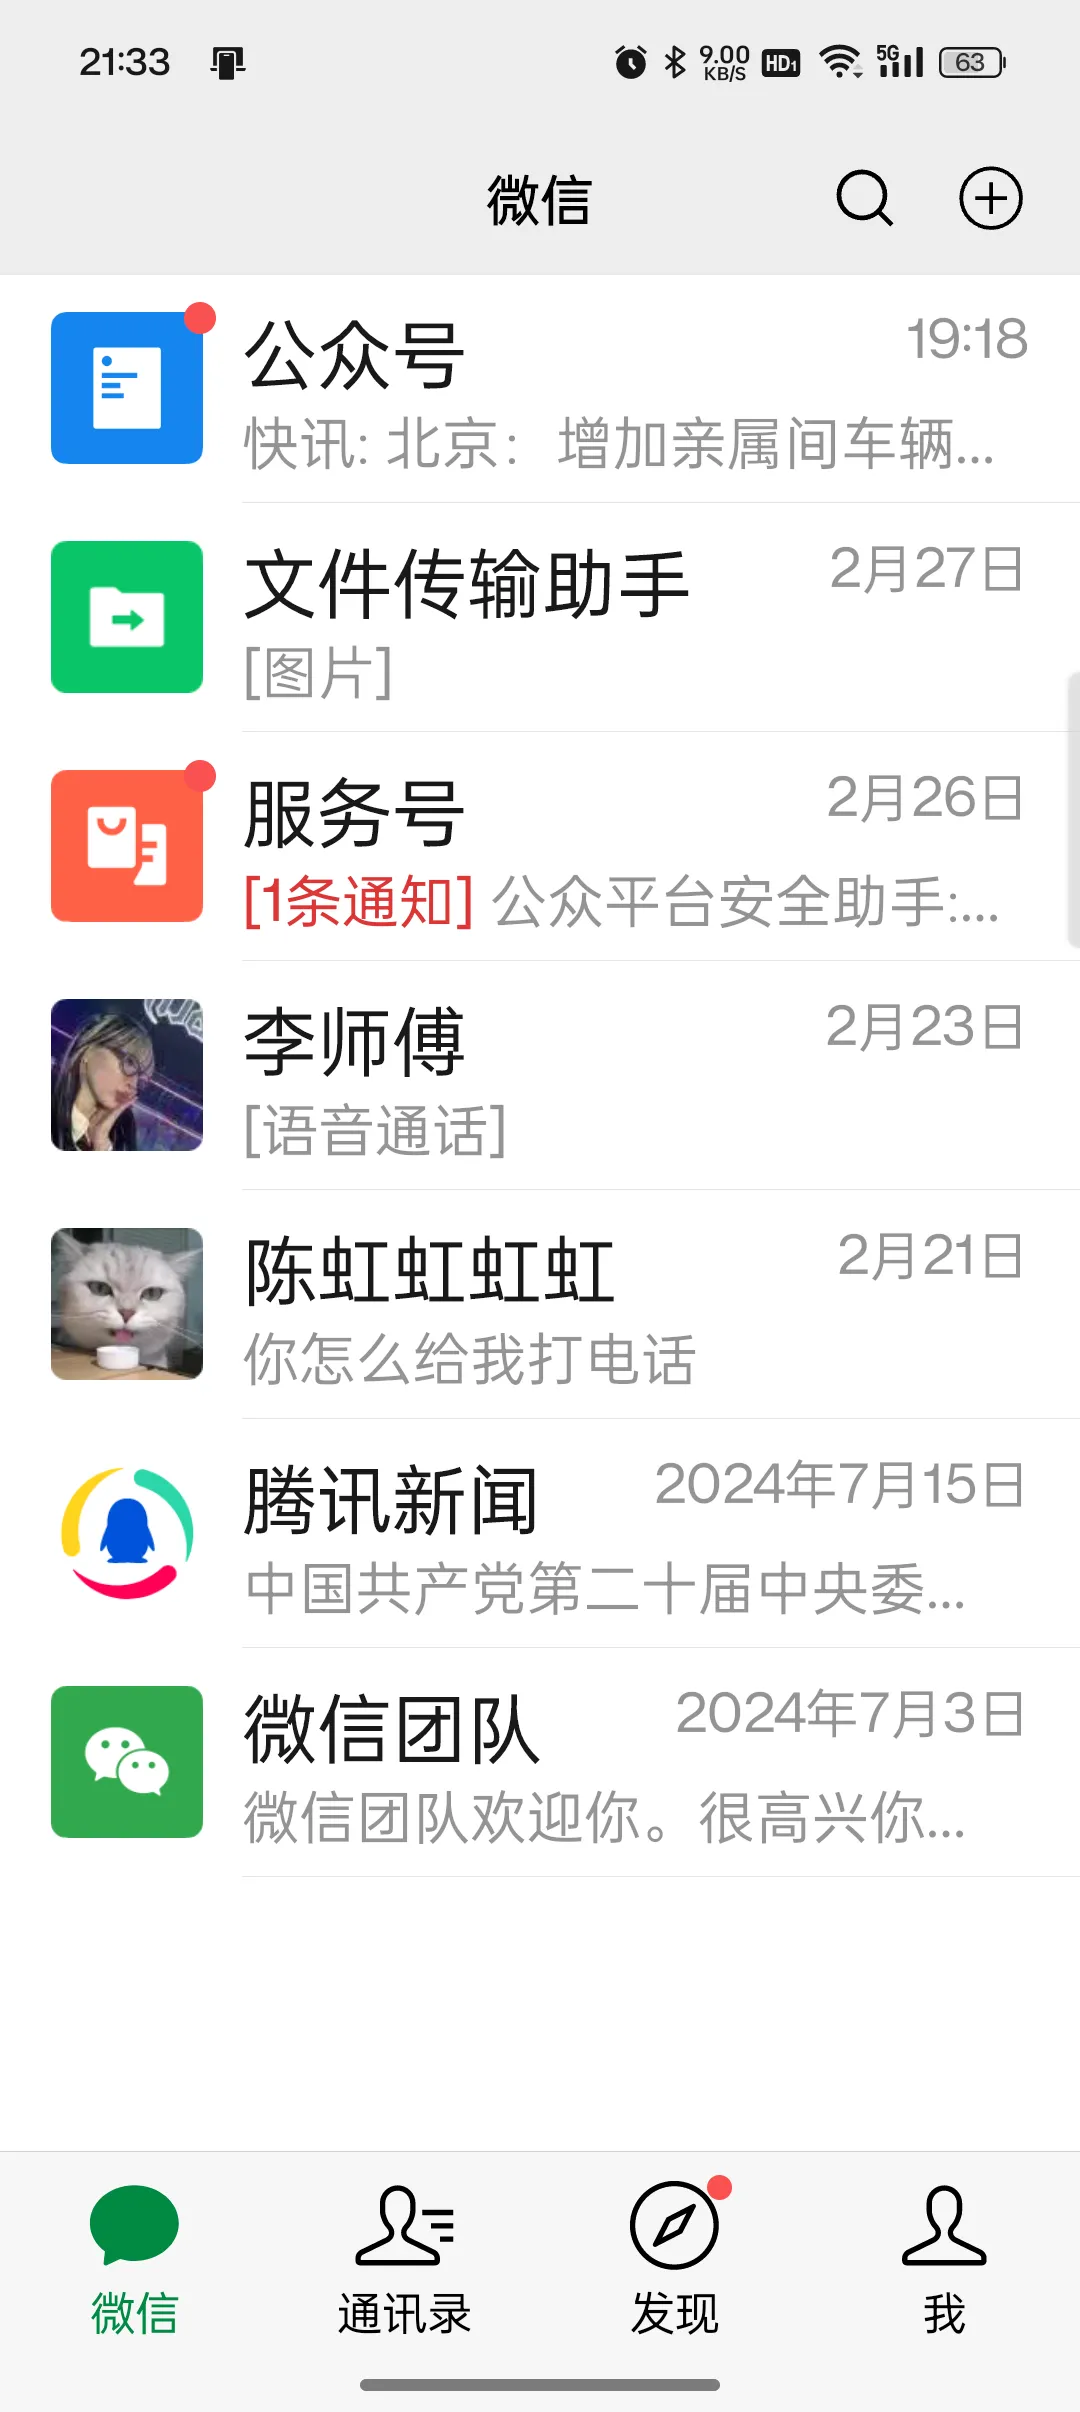 21:33
9.00 KB/S HD1 5G 63
微信
公众号 19:18
快讯: 北京：增加亲属间车辆...
文件传输助手 2月27日
[图片]
服务号 2月26日
[1条通知] 公众平台安全助手:...
李师傅 2月23日
[语音通话]
陈虹虹虹虹 2月21日
你怎么给我打电话
腾讯新闻 2024年7月15日
中国共产党第二十届中央委...
微信团队 2024年7月3日
微信团队欢迎你。很高兴你...
微信 通讯录 发现 我